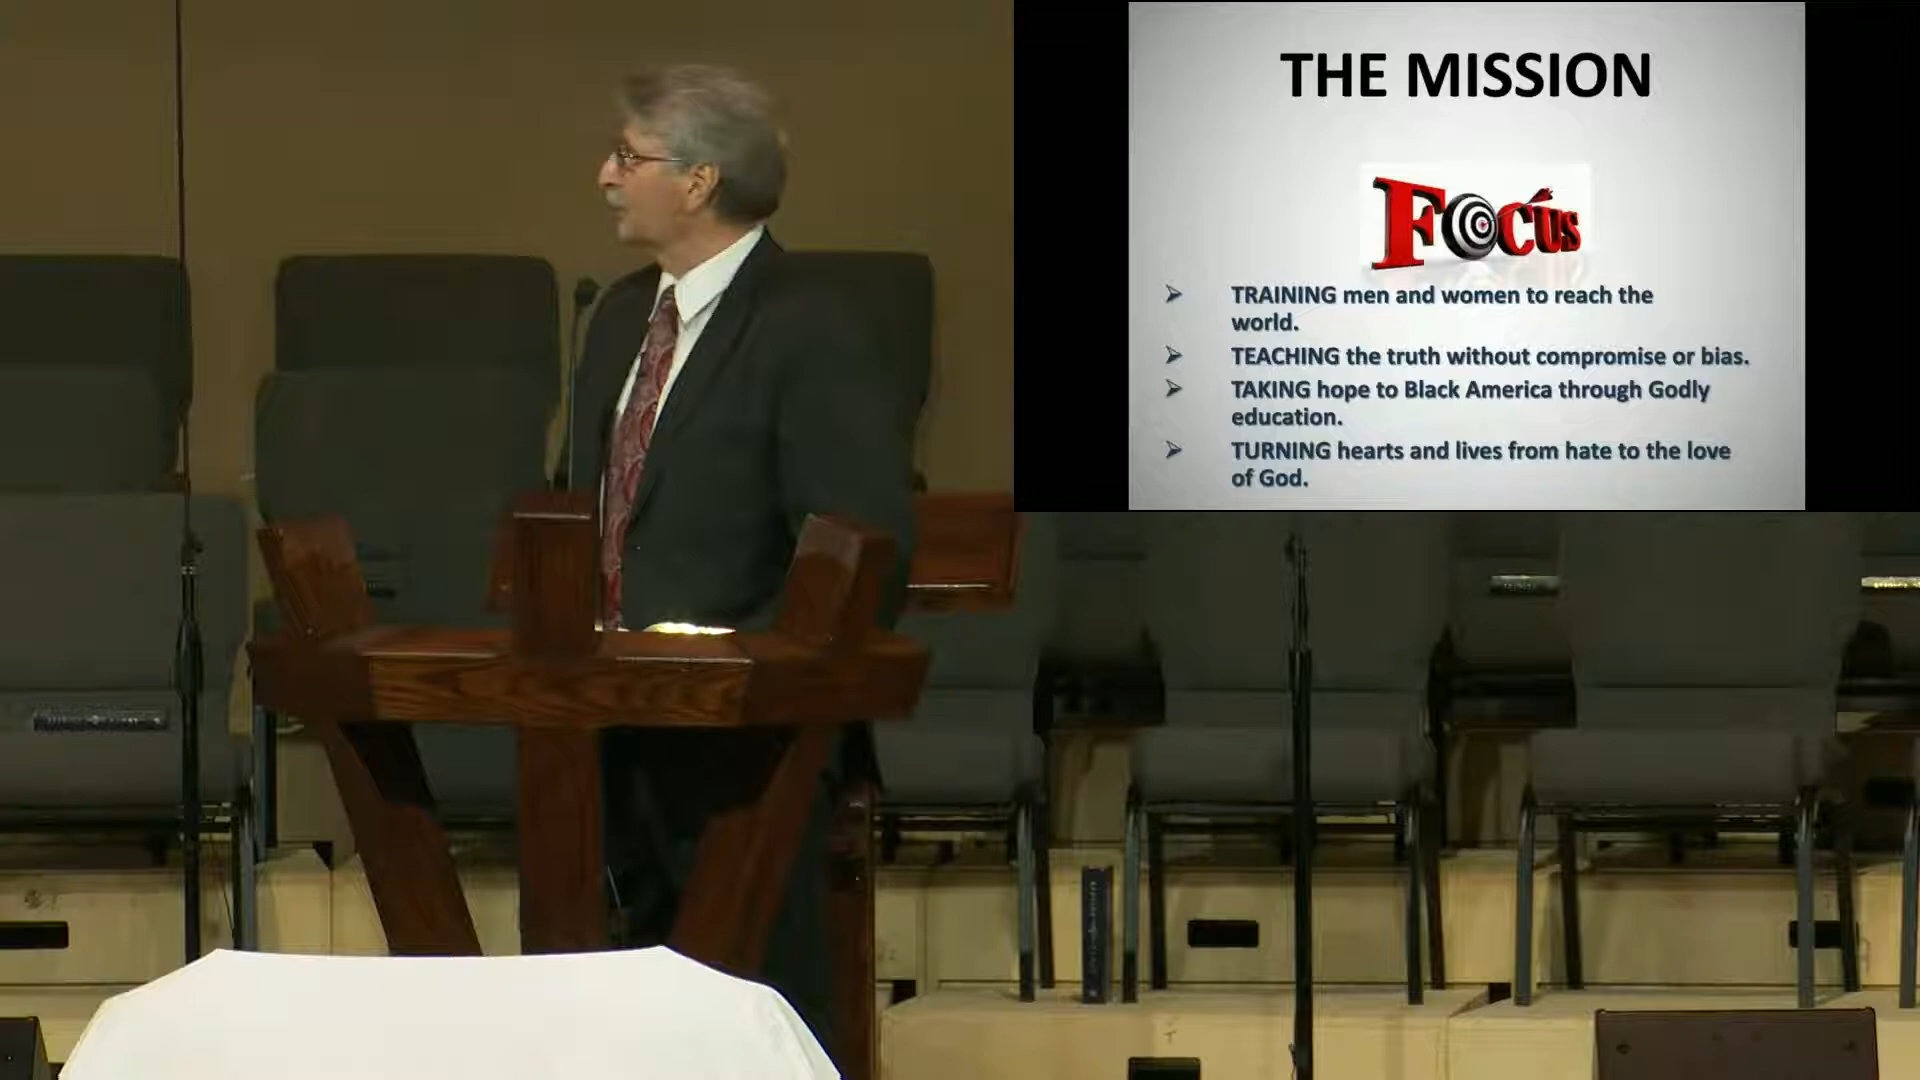 THE MISSION
Focus
➢ TRAINING men and women to reach the
world.
➢ TEACHING the truth without compromise or bias.
➢ TAKING hope to Black America through Godly
education.
➢ TURNING hearts and lives from hate to the love
of God.